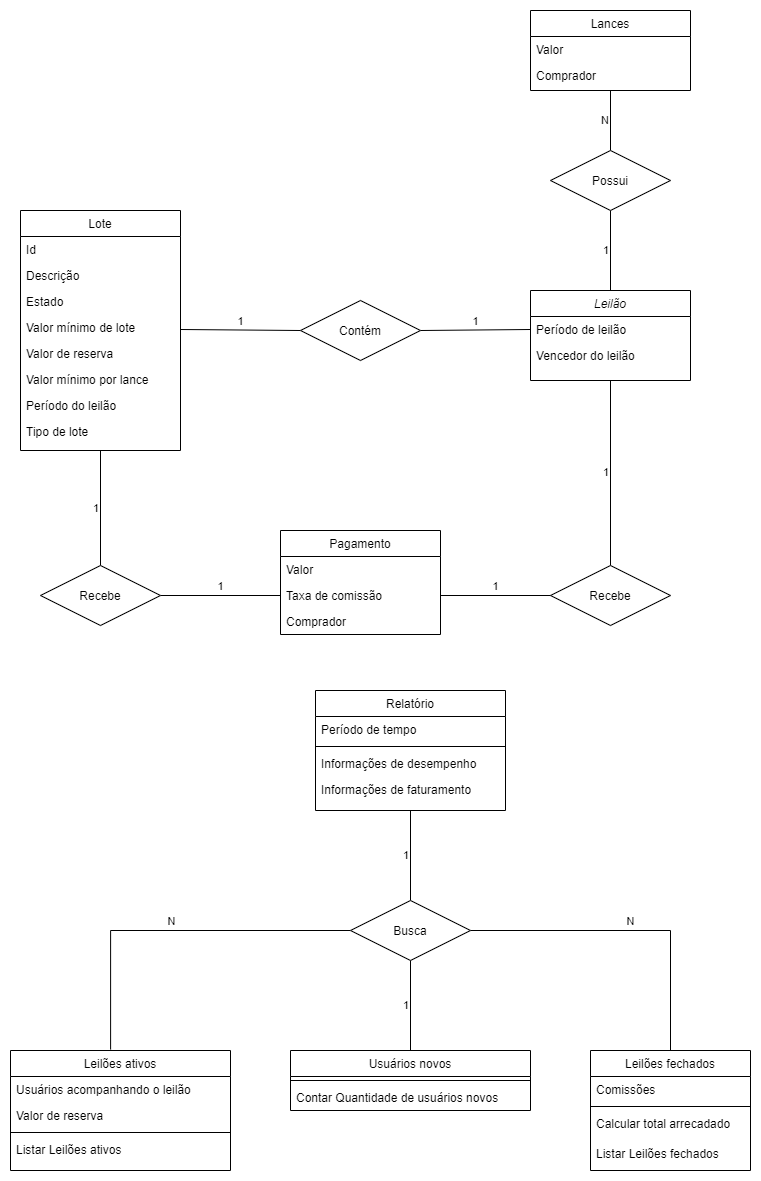 Lances
Valor
Comprador
N
Possui
1
Lote
Id
Descrição
Estado
Valor mínimo de lote
Valor de reserva
Valor mínimo por lance
Período do leilão
Tipo de lote
1
Contém
1
Leilão
Período de leilão
Vencedor do leilão
1
1
Recebe
1
Pagamento
Valor
Taxa de comissão
Comprador
1
Recebe
Relatório
Período de tempo
Informações de desempenho
Informações de faturamento
1
N
Busca
N
1
Leilões ativos
Usuários acompanhando o leilão
Valor de reserva
Listar Leilões ativos
Usuários novos
Contar Quantidade de usuários novos
Leilões fechados
Comissões
Calcular total arrecadado
Listar Leilões fechados